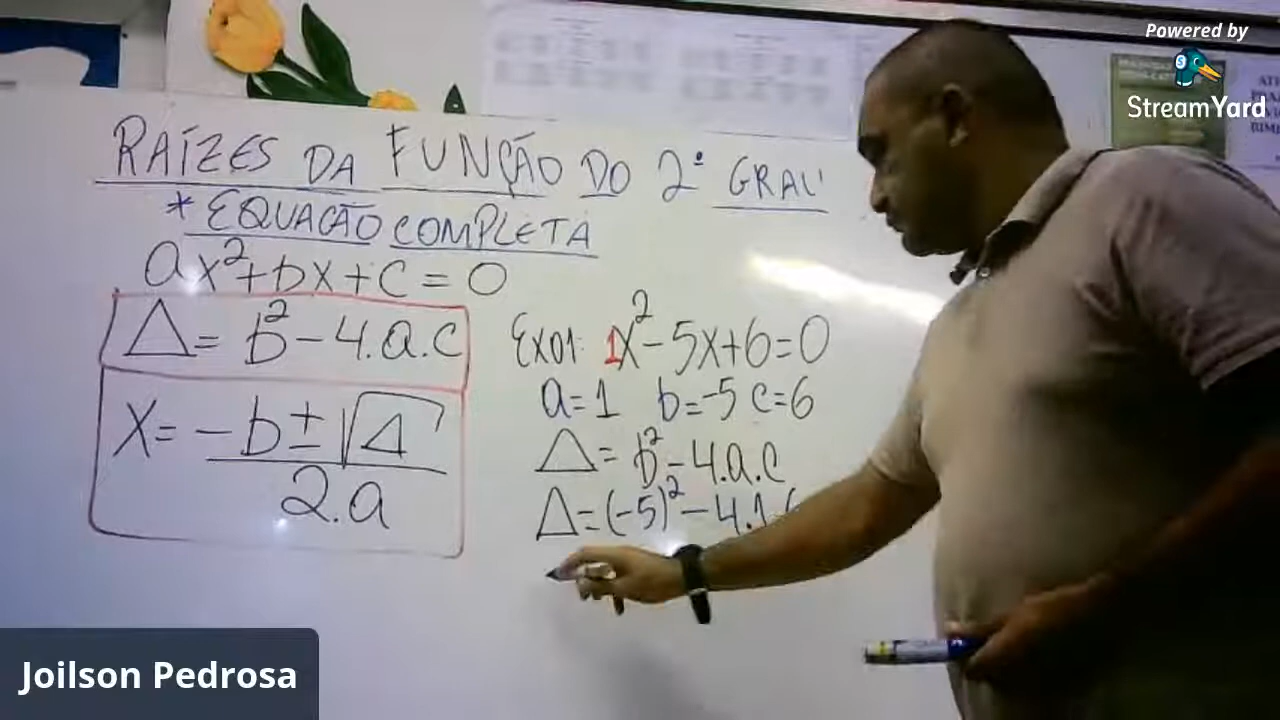 Powered by
StreamYard
RAÍZES DA FUNÇÃO DO 2º GRAU
* EQUAÇÃO COMPLETA
ax²+bx+c=0
Δ= b²-4.a.c
X= -b±√Δ
2.a
Ex01: 1x²-5x+6=0
a=1 b=-5 c=6
Δ= b²-4.a.c
Δ=(-5)²-4.1.
Joilson Pedrosa